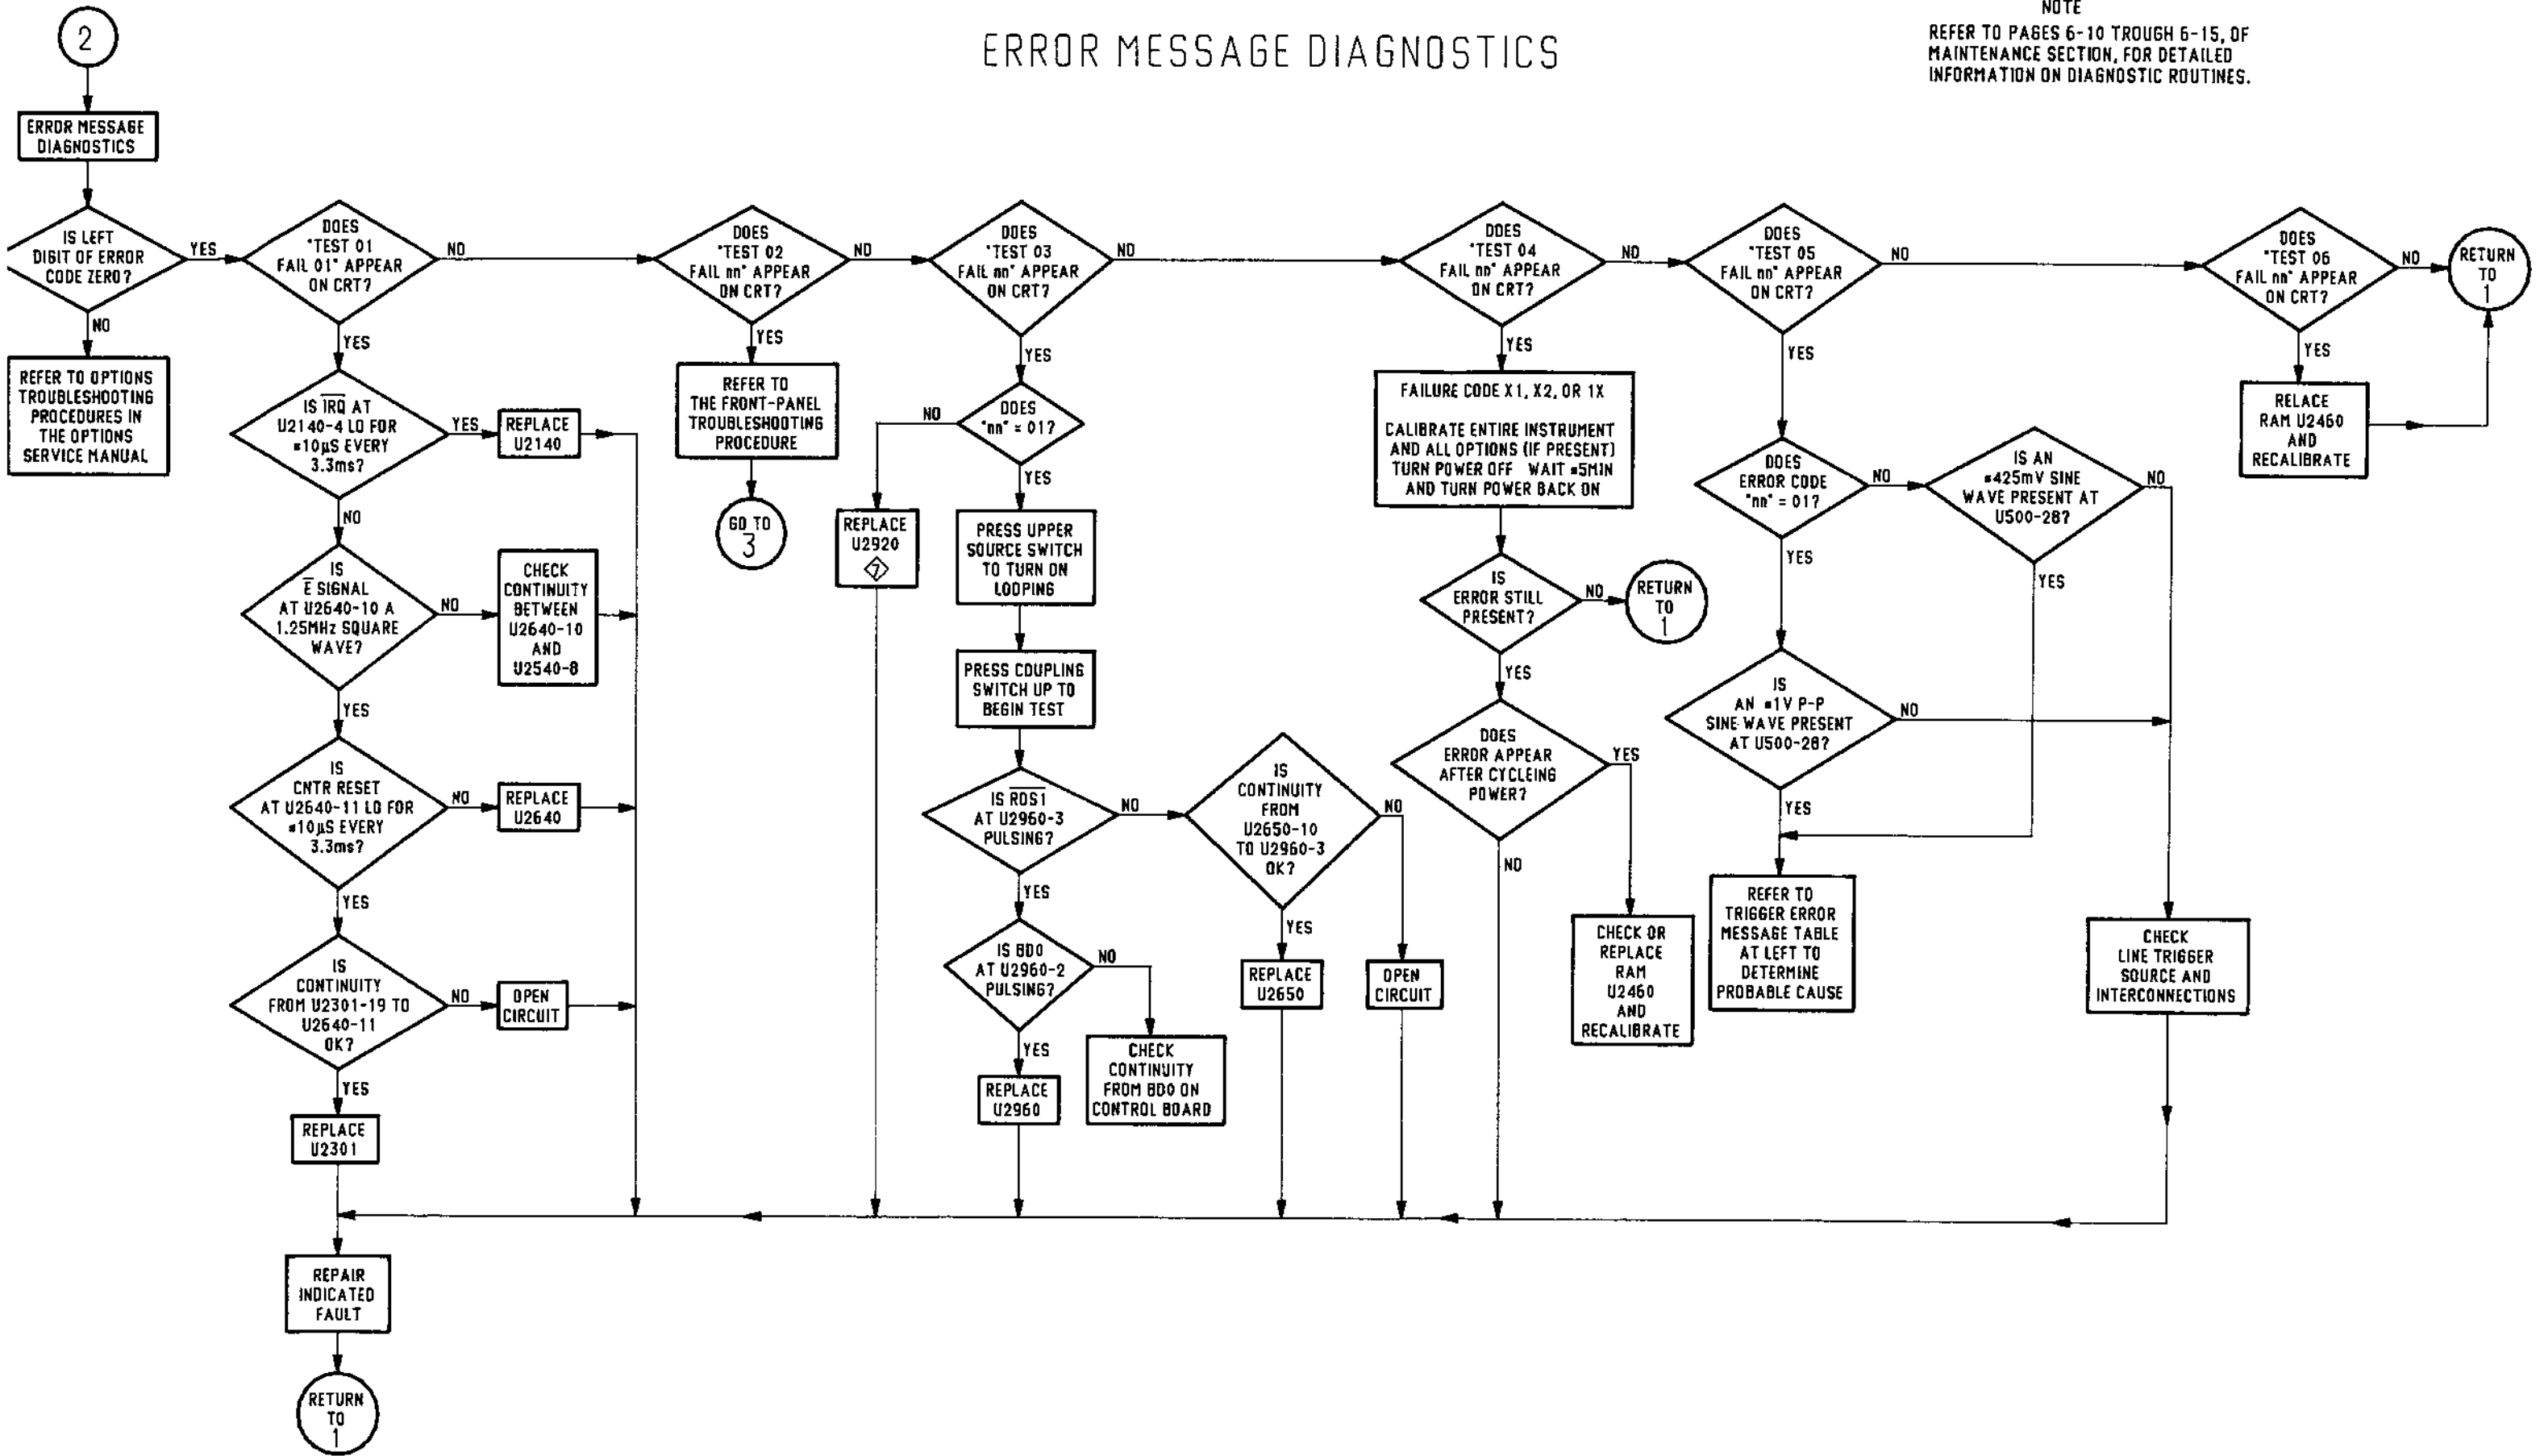 2
ERROR MESSAGE DIAGNOSTICS
NOTE
REFER TO PAGES 6-10 TROUGH 6-15, OF
MAINTENANCE SECTION, FOR DETAILED
INFORMATION ON DIAGNOSTIC ROUTINES.
ERROR MESSAGE
DIAGNOSTICS
IS LEFT
DIGIT OF ERROR
CODE ZERO?
YES
NO
REFER TO OPTIONS
TROUBLESHOOTING
PROCEDURES IN
THE OPTIONS
SERVICE MANUAL
DOES
"TEST 01
FAIL 01" APPEAR
ON CRT?
NO
YES
IS I̅R̅Q̅ AT
U2140-4 LO FOR
≈10µS EVERY
3.3ms?
YES
REPLACE
U2140
NO
IS
E̅ SIGNAL
AT U2640-10 A
1.25MHz SQUARE
WAVE?
NO
CHECK
CONTINUITY
BETWEEN
U2640-10
AND
U2540-8
YES
IS
CNTR RESET
AT U2640-11 LO FOR
≈10µS EVERY
3.3ms?
NO
REPLACE
U2640
YES
IS
CONTINUITY
FROM U2301-19 TO
U2640-11
OK?
NO
OPEN
CIRCUIT
YES
REPLACE
U2301
REPAIR
INDICATED
FAULT
RETURN
TO
1
DOES
"TEST 02
FAIL nn" APPEAR
ON CRT?
NO
YES
REFER TO
THE FRONT-PANEL
TROUBLESHOOTING
PROCEDURE
GO TO
3
DOES
"TEST 03
FAIL nn" APPEAR
ON CRT?
NO
YES
DOES
"nn" = 01?
NO
REPLACE
U2920
7
YES
PRESS UPPER
SOURCE SWITCH
TO TURN ON
LOOPING
PRESS COUPLING
SWITCH UP TO
BEGIN TEST
IS R̅D̅S̅1̅
AT U2960-3
PULSING?
NO
YES
IS BD0
AT U2960-2
PULSING?
NO
CHECK
CONTINUITY
FROM BD0 ON
CONTROL BOARD
YES
REPLACE
U2960
IS
CONTINUITY
FROM
U2650-10
TO U2960-3
OK?
NO
YES
REPLACE
U2650
OPEN
CIRCUIT
DOES
"TEST 04
FAIL nn" APPEAR
ON CRT?
NO
YES
FAILURE CODE X1, X2, OR 1X
CALIBRATE ENTIRE INSTRUMENT
AND ALL OPTIONS (IF PRESENT)
TURN POWER OFF WAIT ≈5MIN
AND TURN POWER BACK ON
IS
ERROR STILL
PRESENT?
NO
RETURN
TO
1
YES
DOES
ERROR APPEAR
AFTER CYCLEING
POWER?
YES
NO
CHECK OR
REPLACE
RAM
U2460
AND
RECALIBRATE
DOES
"TEST 05
FAIL nn" APPEAR
ON CRT?
NO
YES
DOES
ERROR CODE
"nn" = 01?
NO
YES
IS AN
≈425mV SINE
WAVE PRESENT AT
U500-28?
NO
YES
IS
AN ≈1V P-P
SINE WAVE PRESENT
AT U500-28?
NO
YES
REFER TO
TRIGGER ERROR
MESSAGE TABLE
AT LEFT TO
DETERMINE
PROBABLE CAUSE
CHECK
LINE TRIGGER
SOURCE AND
INTERCONNECTIONS
DOES
"TEST 06
FAIL nn" APPEAR
ON CRT?
NO
RETURN
TO
1
YES
RELACE
RAM U2460
AND
RECALIBRATE